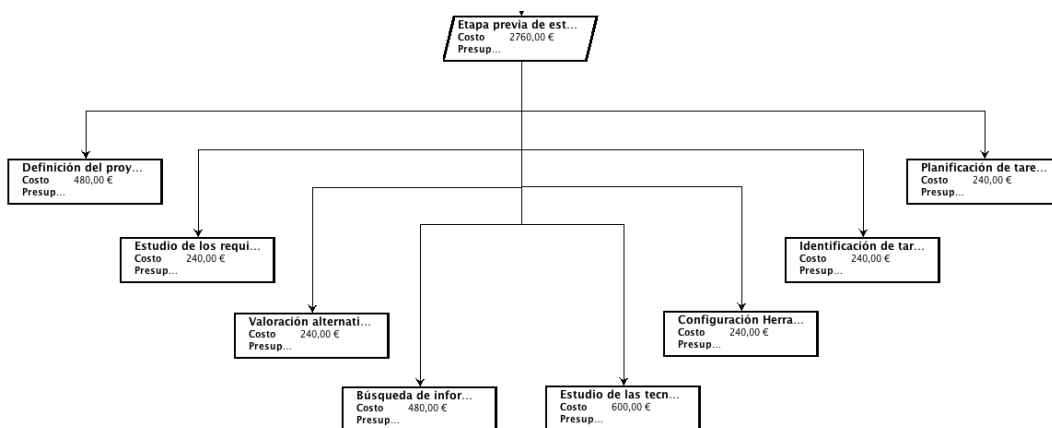 Etapa previa de est...
Costo 2760,00 €
Presup...
Definición del proy...
Costo 480,00 €
Presup...
Planificación de tare...
Costo 240,00 €
Presup...
Estudio de los requi...
Costo 240,00 €
Presup...
Identificación de tar...
Costo 240,00 €
Presup...
Valoración alternati...
Costo 240,00 €
Presup...
Configuración Herra...
Costo 240,00 €
Presup...
Búsqueda de infor...
Costo 480,00 €
Presup...
Estudio de las tecn...
Costo 600,00 €
Presup...